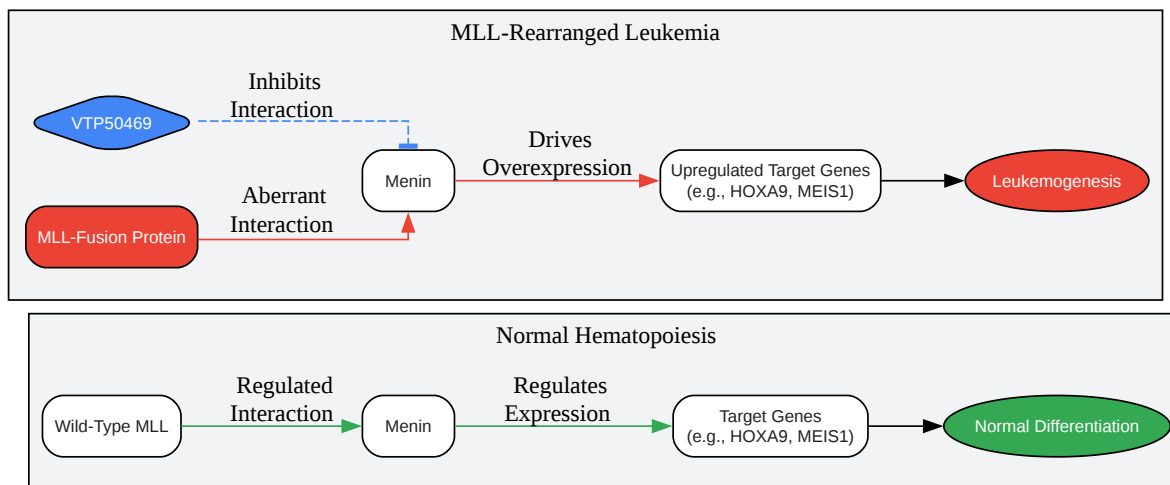 MLL-Rearranged Leukemia
Inhibits
Interaction
VTP50469
Drives
Overexpression
Menin
Upregulated Target Genes
(e.g., HOXA9, MEIS1)
Leukemogenesis
Aberrant
Interaction
MLL-Fusion Protein
Normal Hematopoiesis
Regulated
Interaction
Regulates
Expression
Wild-Type MLL
Menin
Target Genes
(e.g., HOXA9, MEIS1)
Normal Differentiation